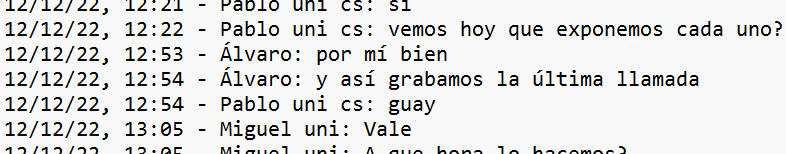 12/12/22, 12:21 - Pablo uni cs: si
12/12/22, 12:22 - Pablo uni cs: vemos hoy que exponemos cada uno?
12/12/22, 12:53 - Álvaro: por mí bien
12/12/22, 12:54 - Álvaro: y así grabamos la última llamada
12/12/22, 12:54 - Pablo uni cs: guay
12/12/22, 13:05 - Miguel uni: Vale
12/12/22, 13:05 - Miguel uni: A que hora lo hacemos?